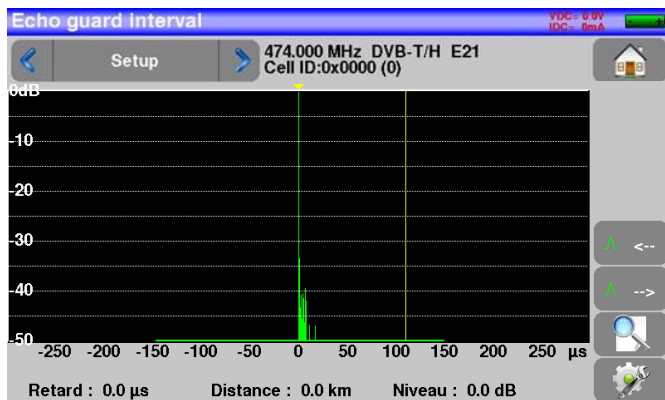 Echo guard interval
VDC= 0.0V
IDC= 0mA
Setup
474.000 MHz DVB-T/H E21
Cell ID:0x0000 (0)
0dB
-10
-20
-30
-40
-50
-250 -200 -150 -100 -50 0 50 100 150 200 250 µs
<--
-->
Retard : 0.0 µs Distance : 0.0 km Niveau : 0.0 dB